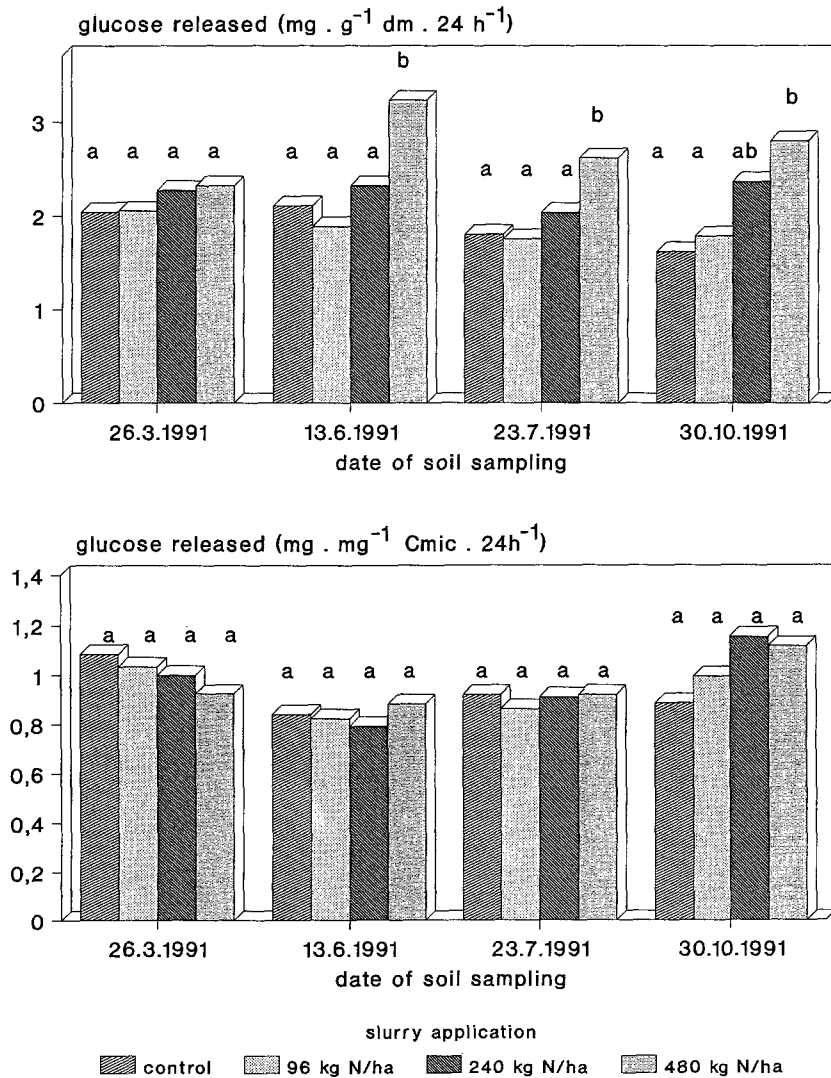 glucose released (mg . g⁻¹ dm . 24 h⁻¹)
b
b
b
a a a a a a a a a ab
a a a
3
2
1
0
26.3.1991 13.6.1991 23.7.1991 30.10.1991
date of soil sampling
glucose released (mg . mg⁻¹ Cmic . 24h⁻¹)
1,4
1,2
1
0,8
0,6
0,4
0,2
0
a a a a
a a a a
a a a a
a a a a
26.3.1991 13.6.1991 23.7.1991 30.10.1991
date of soil sampling
slurry application
control 96 kg N/ha 240 kg N/ha 480 kg N/ha